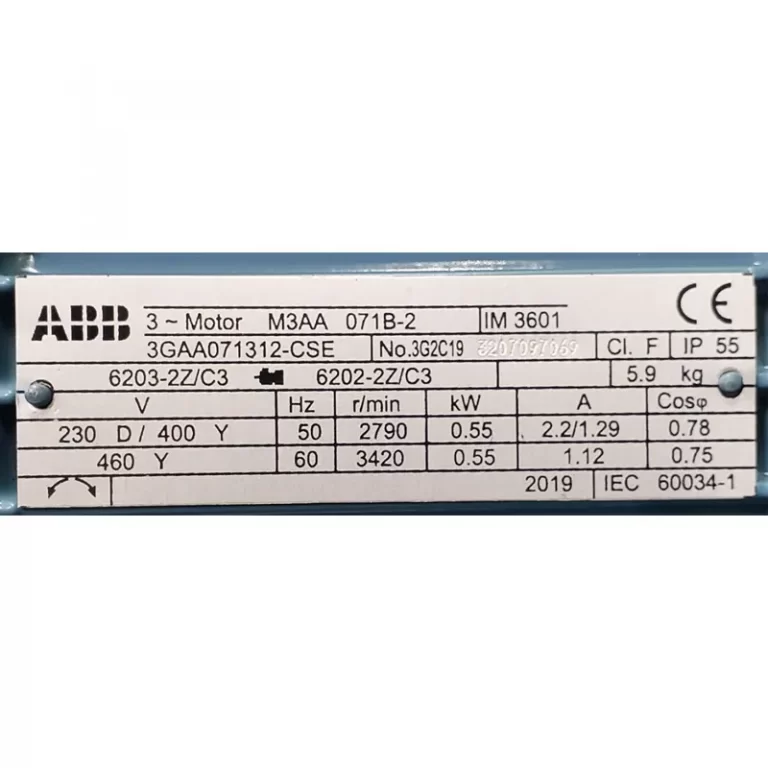 ABB 3 ~ Motor M3AA 071B-2 IM 3601 CE
3GAA071312-CSE No.3G2C19 3207097069 Cl. F IP 55
6203-2Z/C3 6202-2Z/C3 5.9 kg
V Hz r/min kW A Cosφ
230 D / 400 Y 50 2790 0.55 2.2/1.29 0.78
460 Y 60 3420 0.55 1.12 0.75
2019 IEC 60034-1